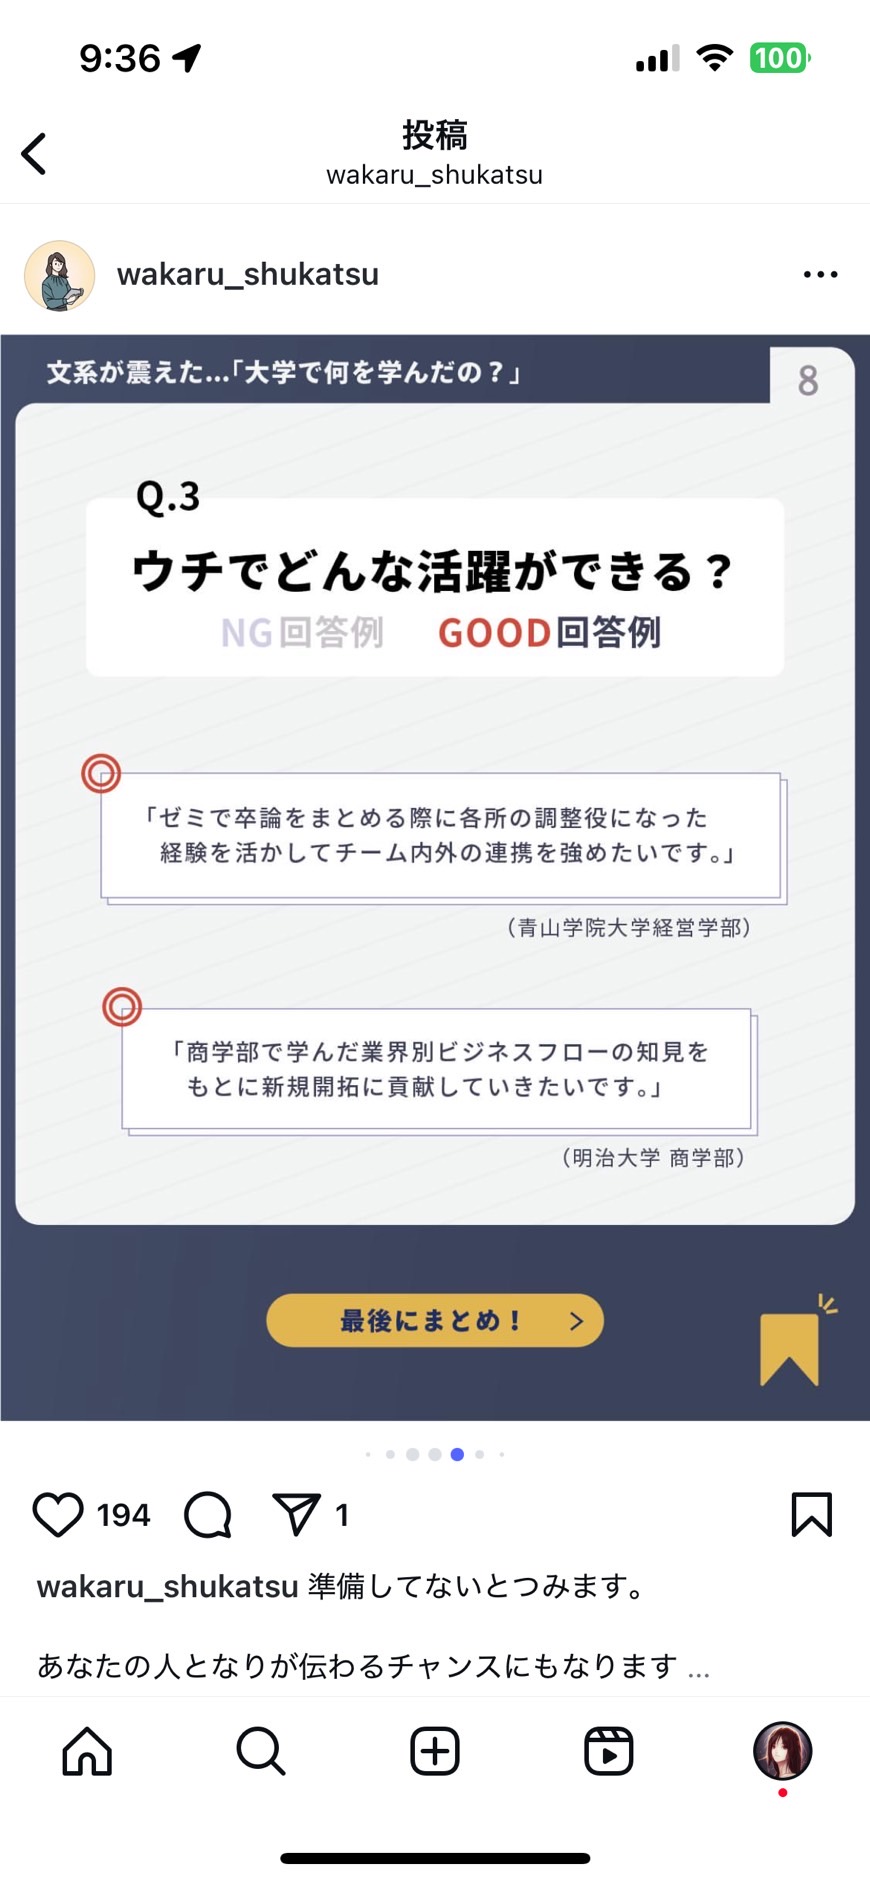 9:36
100
投稿
wakaru_shukatsu
wakaru_shukatsu
文系が震えた...「大学で何を学んだの？」
8
Q.3
ウチでどんな活躍ができる？
NG回答例 GOOD回答例
「ゼミで卒論をまとめる際に各所の調整役になった
経験を活かしてチーム内外の連携を強めたいです。」
（青山学院大学経営学部）
「商学部で学んだ業界別ビジネスフローの知見を
もとに新規開拓に貢献していきたいです。」
（明治大学 商学部）
最後にまとめ！
194
1
wakaru_shukatsu 準備してないとつみます。
あなたの人となりが伝わるチャンスにもなります ...